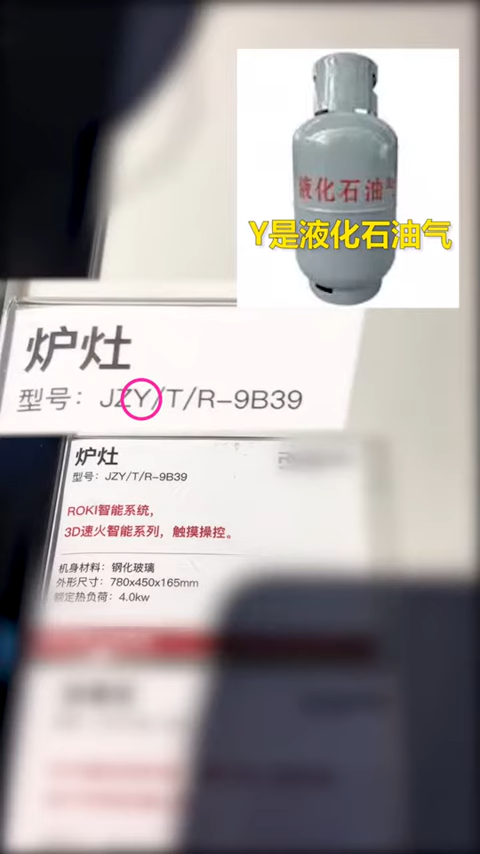 液化石油气
Y是液化石油气
炉灶
型号：JZY/T/R-9B39
炉灶
型号：JZY/T/R-9B39
ROKI智能系统，
3D速火智能系列，触摸操控。
机身材料：钢化玻璃
外形尺寸：780x450x165mm
额定热负荷：4.0kw